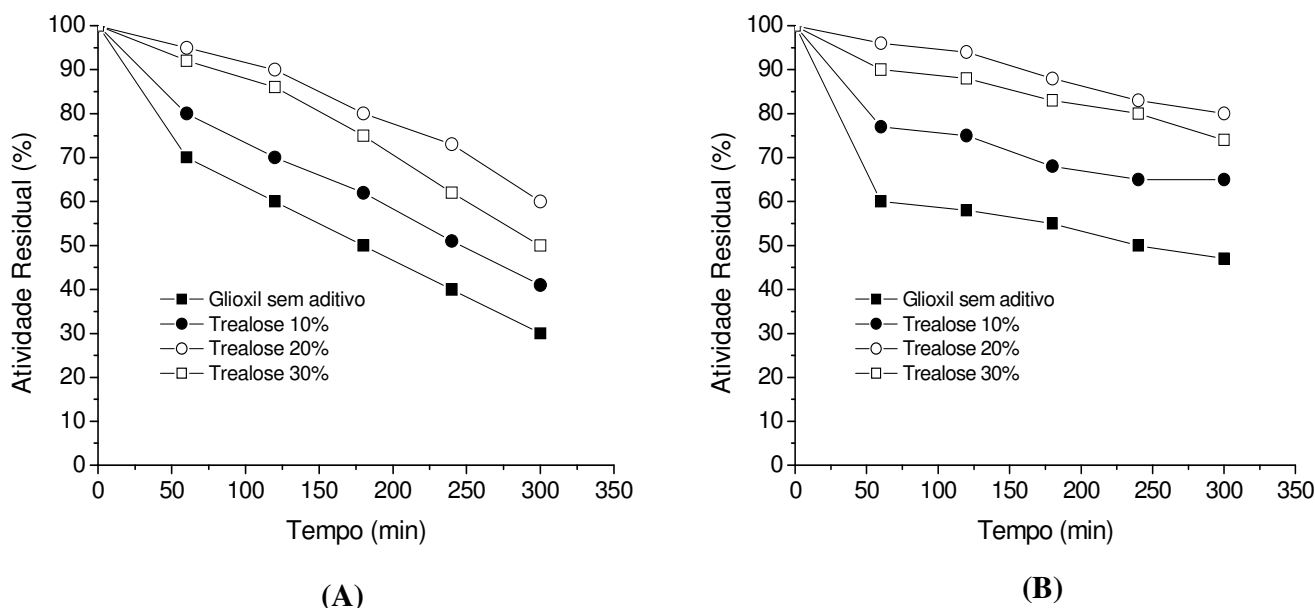 100
90
80
70
60
50
40
30
20
10
0
Atividade Residual (%)
Glioxil sem aditivo
Trealose 10%
Trealose 20%
Trealose 30%
0 50 100 150 200 250 300 350
Tempo (min)
(A)
100
90
80
70
60
50
40
30
20
10
0
Atividade Residual (%)
Glioxil sem aditivo
Trealose 10%
Trealose 20%
Trealose 30%
0 50 100 150 200 250 300 350
Tempo (min)
(B)